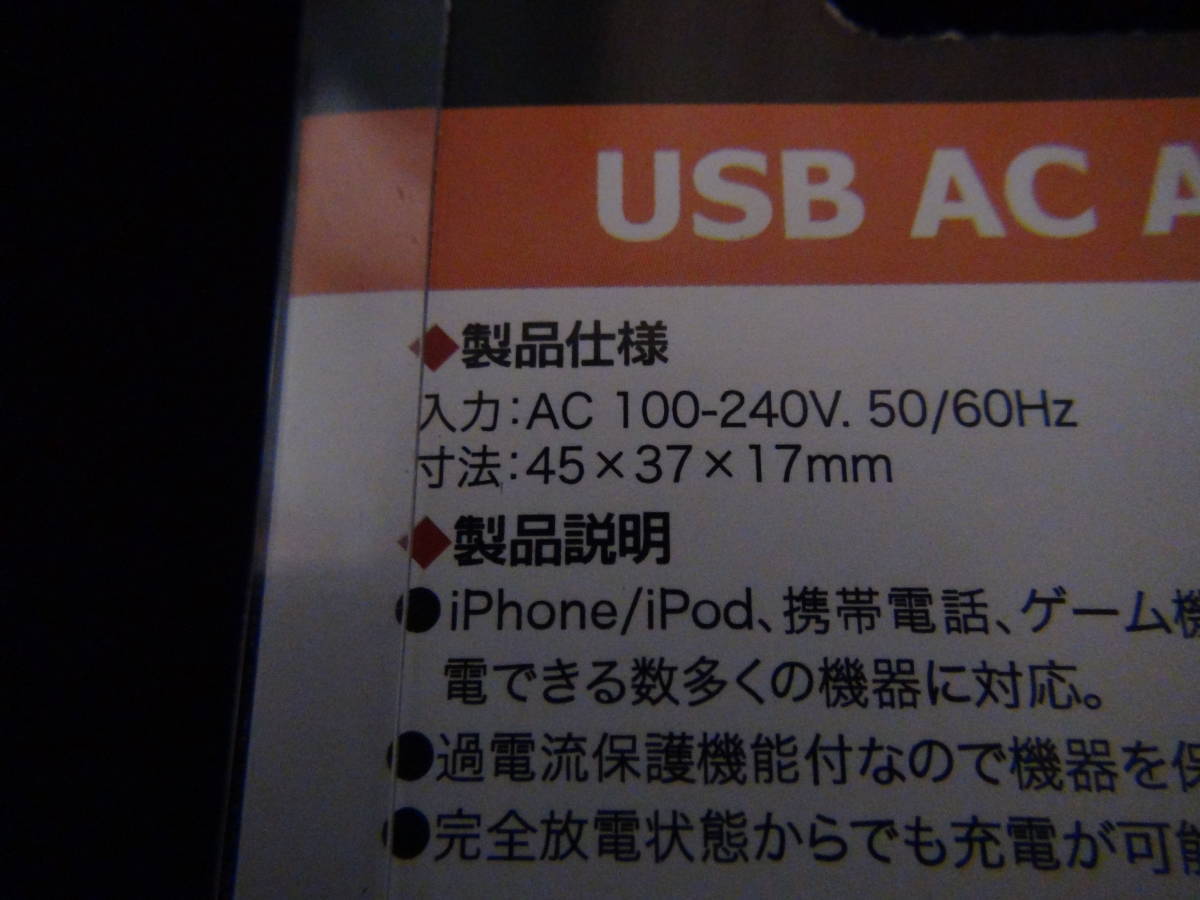 USB AC A
◆製品仕様
入力:AC 100-240V. 50/60Hz
寸法:45×37×17mm
◆製品説明
●iPhone/iPod、携帯電話、ゲーム機
電できる数多くの機器に対応。
●過電流保護機能付なので機器を保
●完全放電状態からでも充電が可能